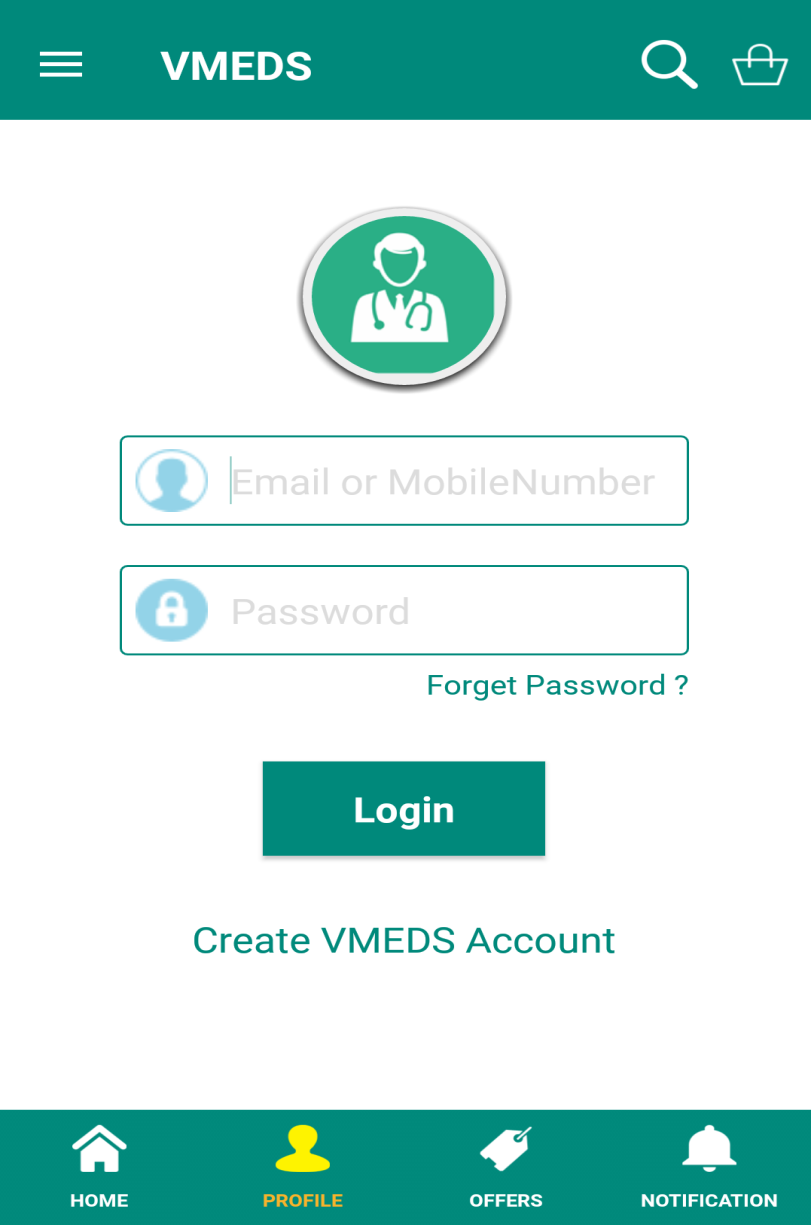 VMEDS
Email or MobileNumber
Password
Forget Password ?
Login
Create VMEDS Account
HOME
PROFILE
OFFERS
NOTIFICATION